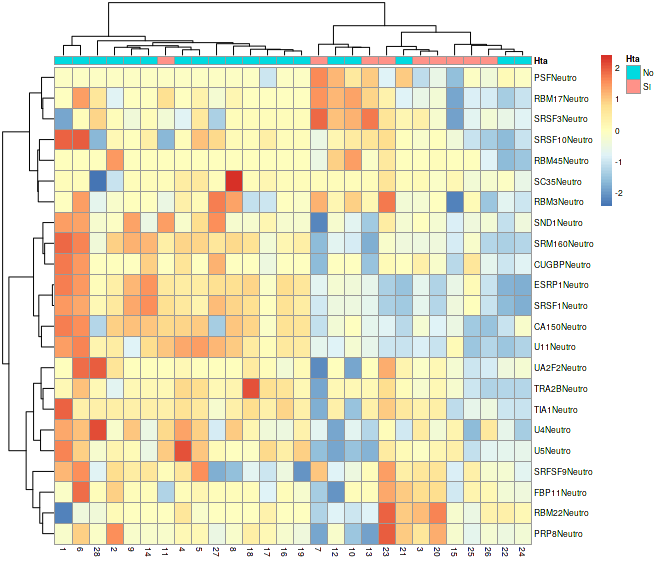 Hta
PSFNeutro
RBM17Neutro
SRSF3Neutro
SRSF10Neutro
RBM45Neutro
SC35Neutro
RBM3Neutro
SND1Neutro
SRM160Neutro
CUGBPNeutro
ESRP1Neutro
SRSF1Neutro
CA150Neutro
U11Neutro
UA2F2Neutro
TRA2BNeutro
TIA1Neutro
U4Neutro
U5Neutro
SRFSF9Neutro
FBP11Neutro
RBM22Neutro
PRP8Neutro
1 6 28 2 9 14 11 4 5 27 8 18 17 16 19 7 12 10 13 23 21 3 20 15 25 26 22 24
2
1
0
-1
-2
Hta
No
SI